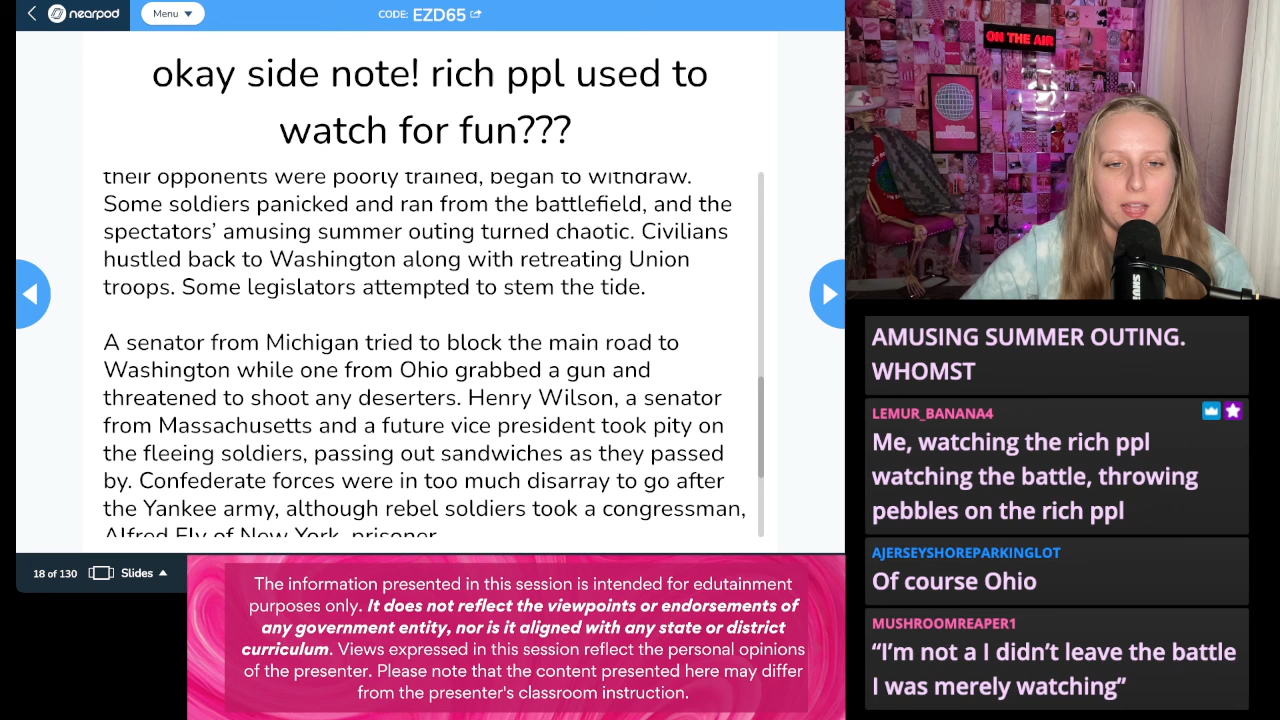 nearpod
Menu
CODE: EZD65
okay side note! rich ppl used to
watch for fun???
their opponents were poorly trained, began to withdraw.
Some soldiers panicked and ran from the battlefield, and the
spectators’ amusing summer outing turned chaotic. Civilians
hustled back to Washington along with retreating Union
troops. Some legislators attempted to stem the tide.
A senator from Michigan tried to block the main road to
Washington while one from Ohio grabbed a gun and
threatened to shoot any deserters. Henry Wilson, a senator
from Massachusetts and a future vice president took pity on
the fleeing soldiers, passing out sandwiches as they passed
by. Confederate forces were in too much disarray to go after
the Yankee army, although rebel soldiers took a congressman,
Alfred Ely of New York, prisoner.
18 of 130
Slides
The information presented in this session is intended for edutainment
purposes only. It does not reflect the viewpoints or endorsements of
any government entity, nor is it aligned with any state or district
curriculum. Views expressed in this session reflect the personal opinions
of the presenter. Please note that the content presented here may differ
from the presenter's classroom instruction.
ON THE AIR
SHURE
AMUSING SUMMER OUTING.
WHOMST
LEMUR_BANANA4
Me, watching the rich ppl
watching the battle, throwing
pebbles on the rich ppl
AJERSEYSHOREPARKINGLOT
Of course Ohio
MUSHROOMREAPER1
“I’m not a I didn’t leave the battle
I was merely watching”